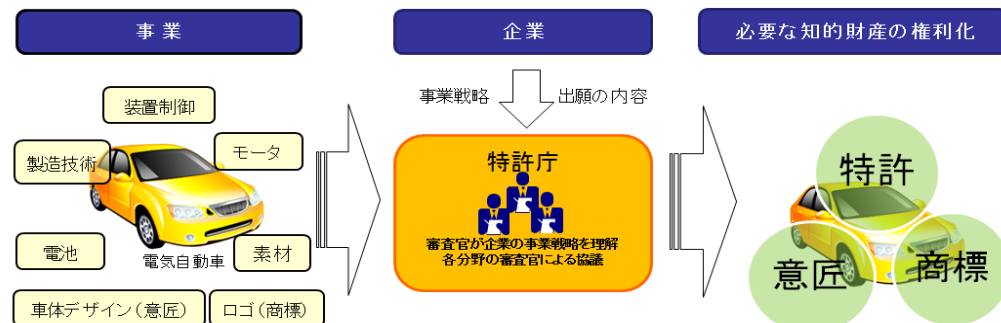 事業
企業
必要な知的財産の権利化
事業戦略
出願の内容
装置制御
製造技術
モータ
電池
電気自動車
素材
車体デザイン(意匠)
ロゴ(商標)
特許庁
審査官が企業の事業戦略を理解
各分野の審査官による協議
特許
意匠
商標